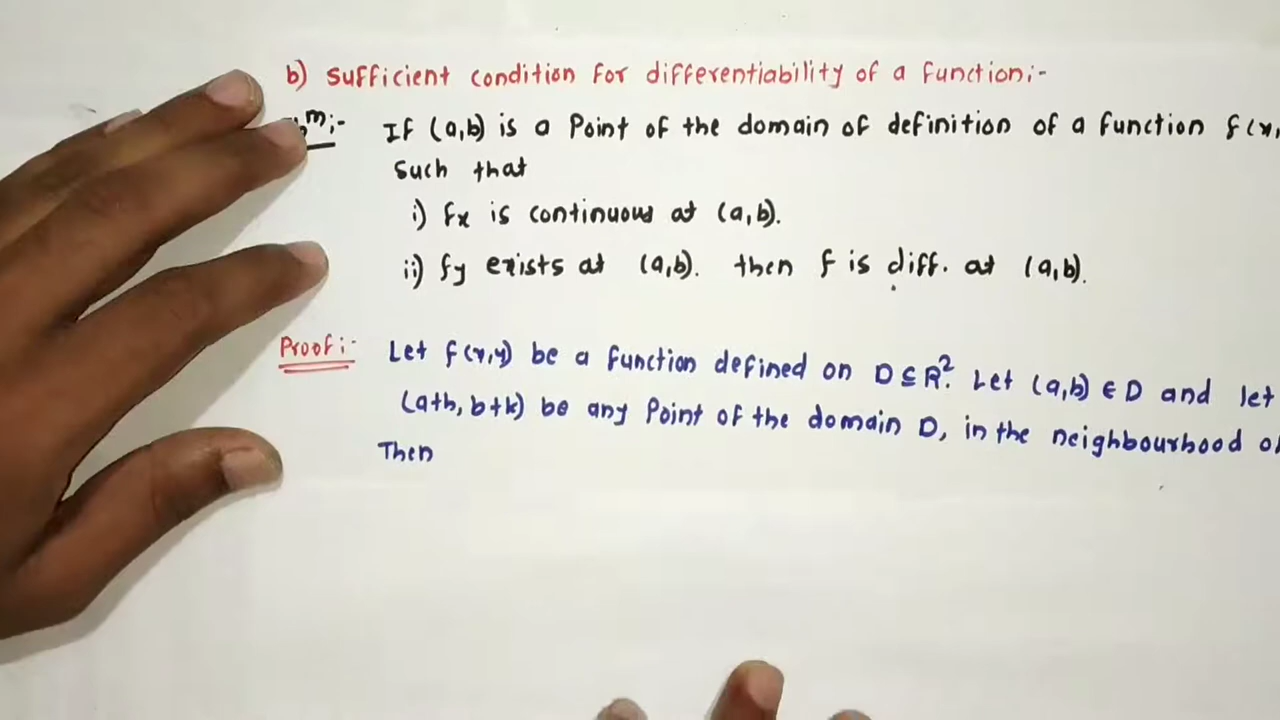 b) Sufficient condition for differentiability of a function:-
If (a,b) is a point of the domain of definition of a function f(x,
Such that
i) fx is continuous at (a,b).
ii) fy exists at (a,b). then f is diff. at (a,b).
Proof:- Let f(x,y) be a function defined on D⊆R². Let (a,b) ∈ D and let
(a+h, b+k) be any point of the domain D, in the neighbourhood of
Then